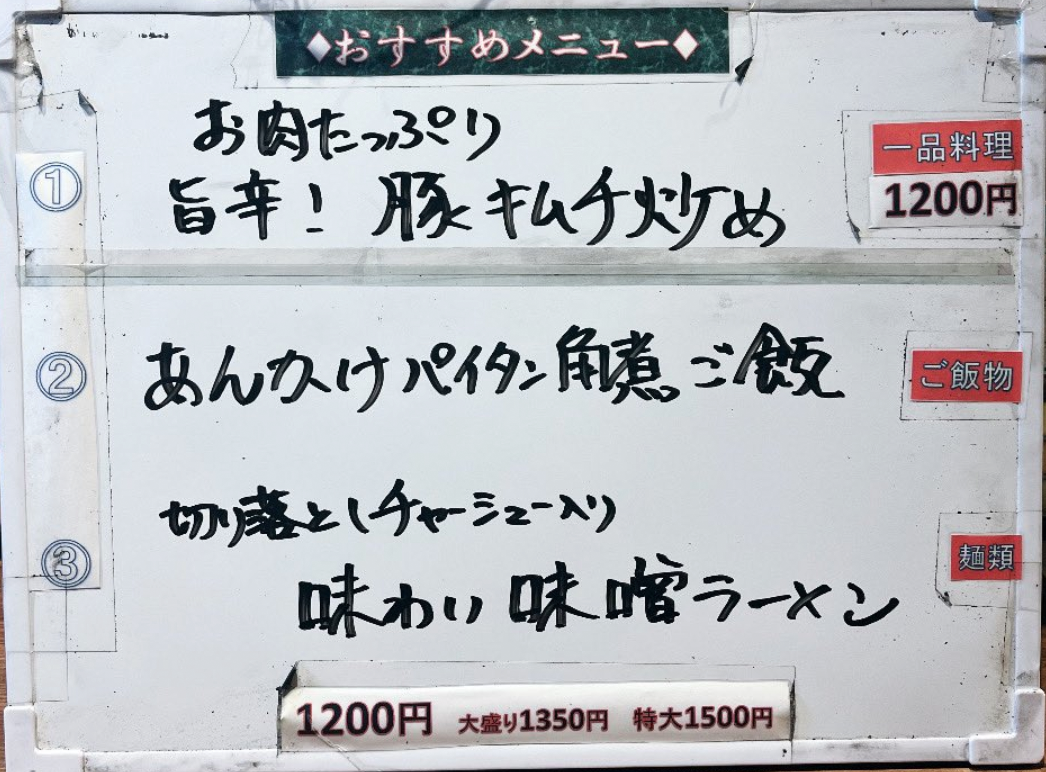 ◆おすすめメニュー◆
① お肉たっぷり
旨辛! 豚キムチ炒め
一品料理
1200円
② あんかけパイタン角煮ご飯
ご飯物
切り落としチャーシュー入り
③ 味わい味噌ラーメン
麺類
1200円 大盛り1350円 特大1500円